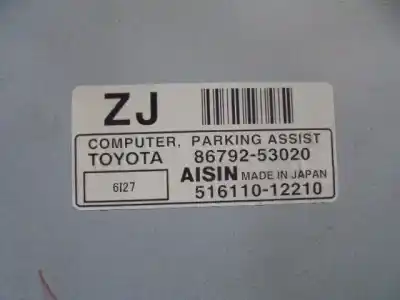 ZJ
COMPUTER, PARKING ASSIST
TOYOTA 86792-53020
6I27 AISIN MADE IN JAPAN
516110-12210